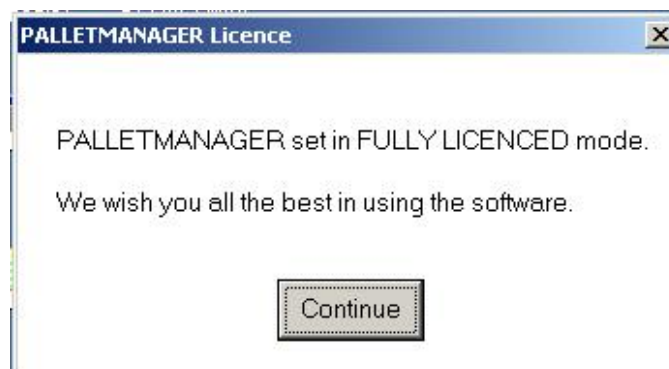 PALLETMANAGER Licence
PALLETMANAGER set in FULLY LICENCED mode.
We wish you all the best in using the software.
Continue